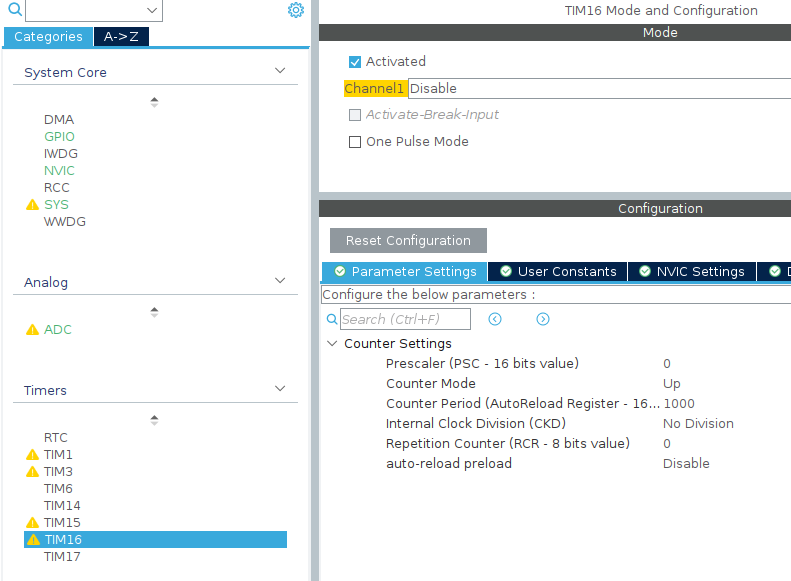 Categories
A->Z
System Core
DMA
GPIO
IWDG
NVIC
RCC
SYS
WWDG
Analog
ADC
Timers
RTC
TIM1
TIM3
TIM6
TIM14
TIM15
TIM16
TIM17
TIM16 Mode and Configuration
Mode
Activated
Channel1 Disable
Activate-Break-Input
One Pulse Mode
Configuration
Reset Configuration
Parameter Settings
User Constants
NVIC Settings
Configure the below parameters :
Search (Ctrl+F)
Counter Settings
Prescaler (PSC - 16 bits value) 0
Counter Mode Up
Counter Period (AutoReload Register - 16... 1000
Internal Clock Division (CKD) No Division
Repetition Counter (RCR - 8 bits value) 0
auto-reload preload Disable